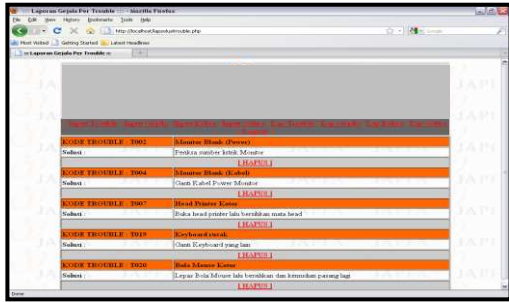 ::: Laporan Gejala Per Trouble ::: - Mozilla Firefox
File Edit View History Bookmarks Tools Help
http://localhost/lapsolusitrouble.php
Most Visited Getting Started Latest Headlines
::: Laporan Gejala Per Trouble :::
KODE TROUBLE : T002 Monitor Blank (Power)
Solusi : Periksa sumber listrik Monitor
[ HAPUS ]
KODE TROUBLE : T004 Monitor Blank (Kabel)
Solusi : Ganti Kabel Power Monitor
[ HAPUS ]
KODE TROUBLE : T007 Head Printer Kotor
Solusi : Buka head printer lalu bersihkan mata head
[ HAPUS ]
KODE TROUBLE : T019 Keyboard rusak
Solusi : Ganti Keyboard yang lain
[ HAPUS ]
KODE TROUBLE : T020 Bola Mouse Kotor
Solusi : Lepas Bola Mouse lalu bersihkan dan kemudian pasang lagi
[ HAPUS ]
Done